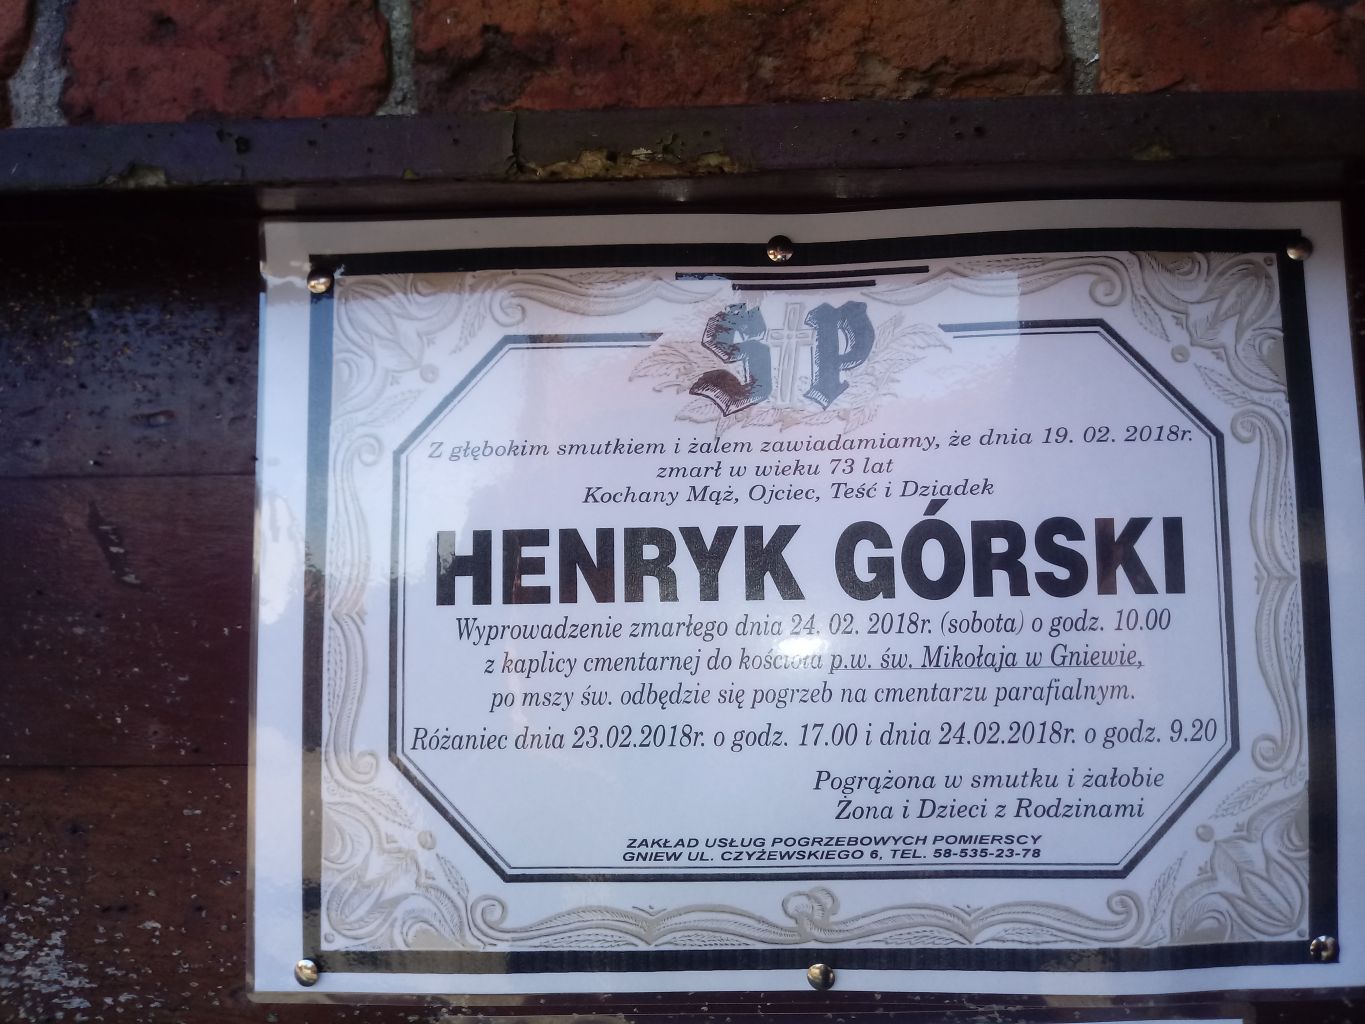 S P
Z głębokim smutkiem i żalem zawiadamiamy, że dnia 19. 02. 2018r.
zmarł w wieku 73 lat
Kochany Mąż, Ojciec, Teść i Dziadek
HENRYK GÓRSKI
Wyprowadzenie zmarłego dnia 24. 02. 2018r. (sobota) o godz. 10.00
z kaplicy cmentarnej do kościoła p.w. św. Mikołaja w Gniewie,
po mszy św. odbędzie się pogrzeb na cmentarzu parafialnym.
Różaniec dnia 23.02.2018r. o godz. 17.00 i dnia 24.02.2018r. o godz. 9.20
Pogrążona w smutku i żałobie
Żona i Dzieci z Rodzinami
ZAKŁAD USŁUG POGRZEBOWYCH POMIERSCY
GNIEW UL. CZYŻEWSKIEGO 6, TEL. 58-535-23-78